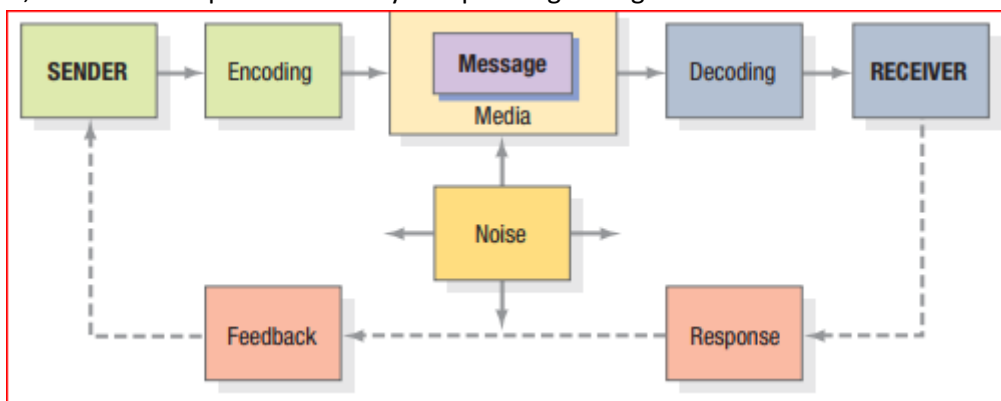 SENDER
Encoding
Message
Media
Decoding
RECEIVER
Noise
Feedback
Response